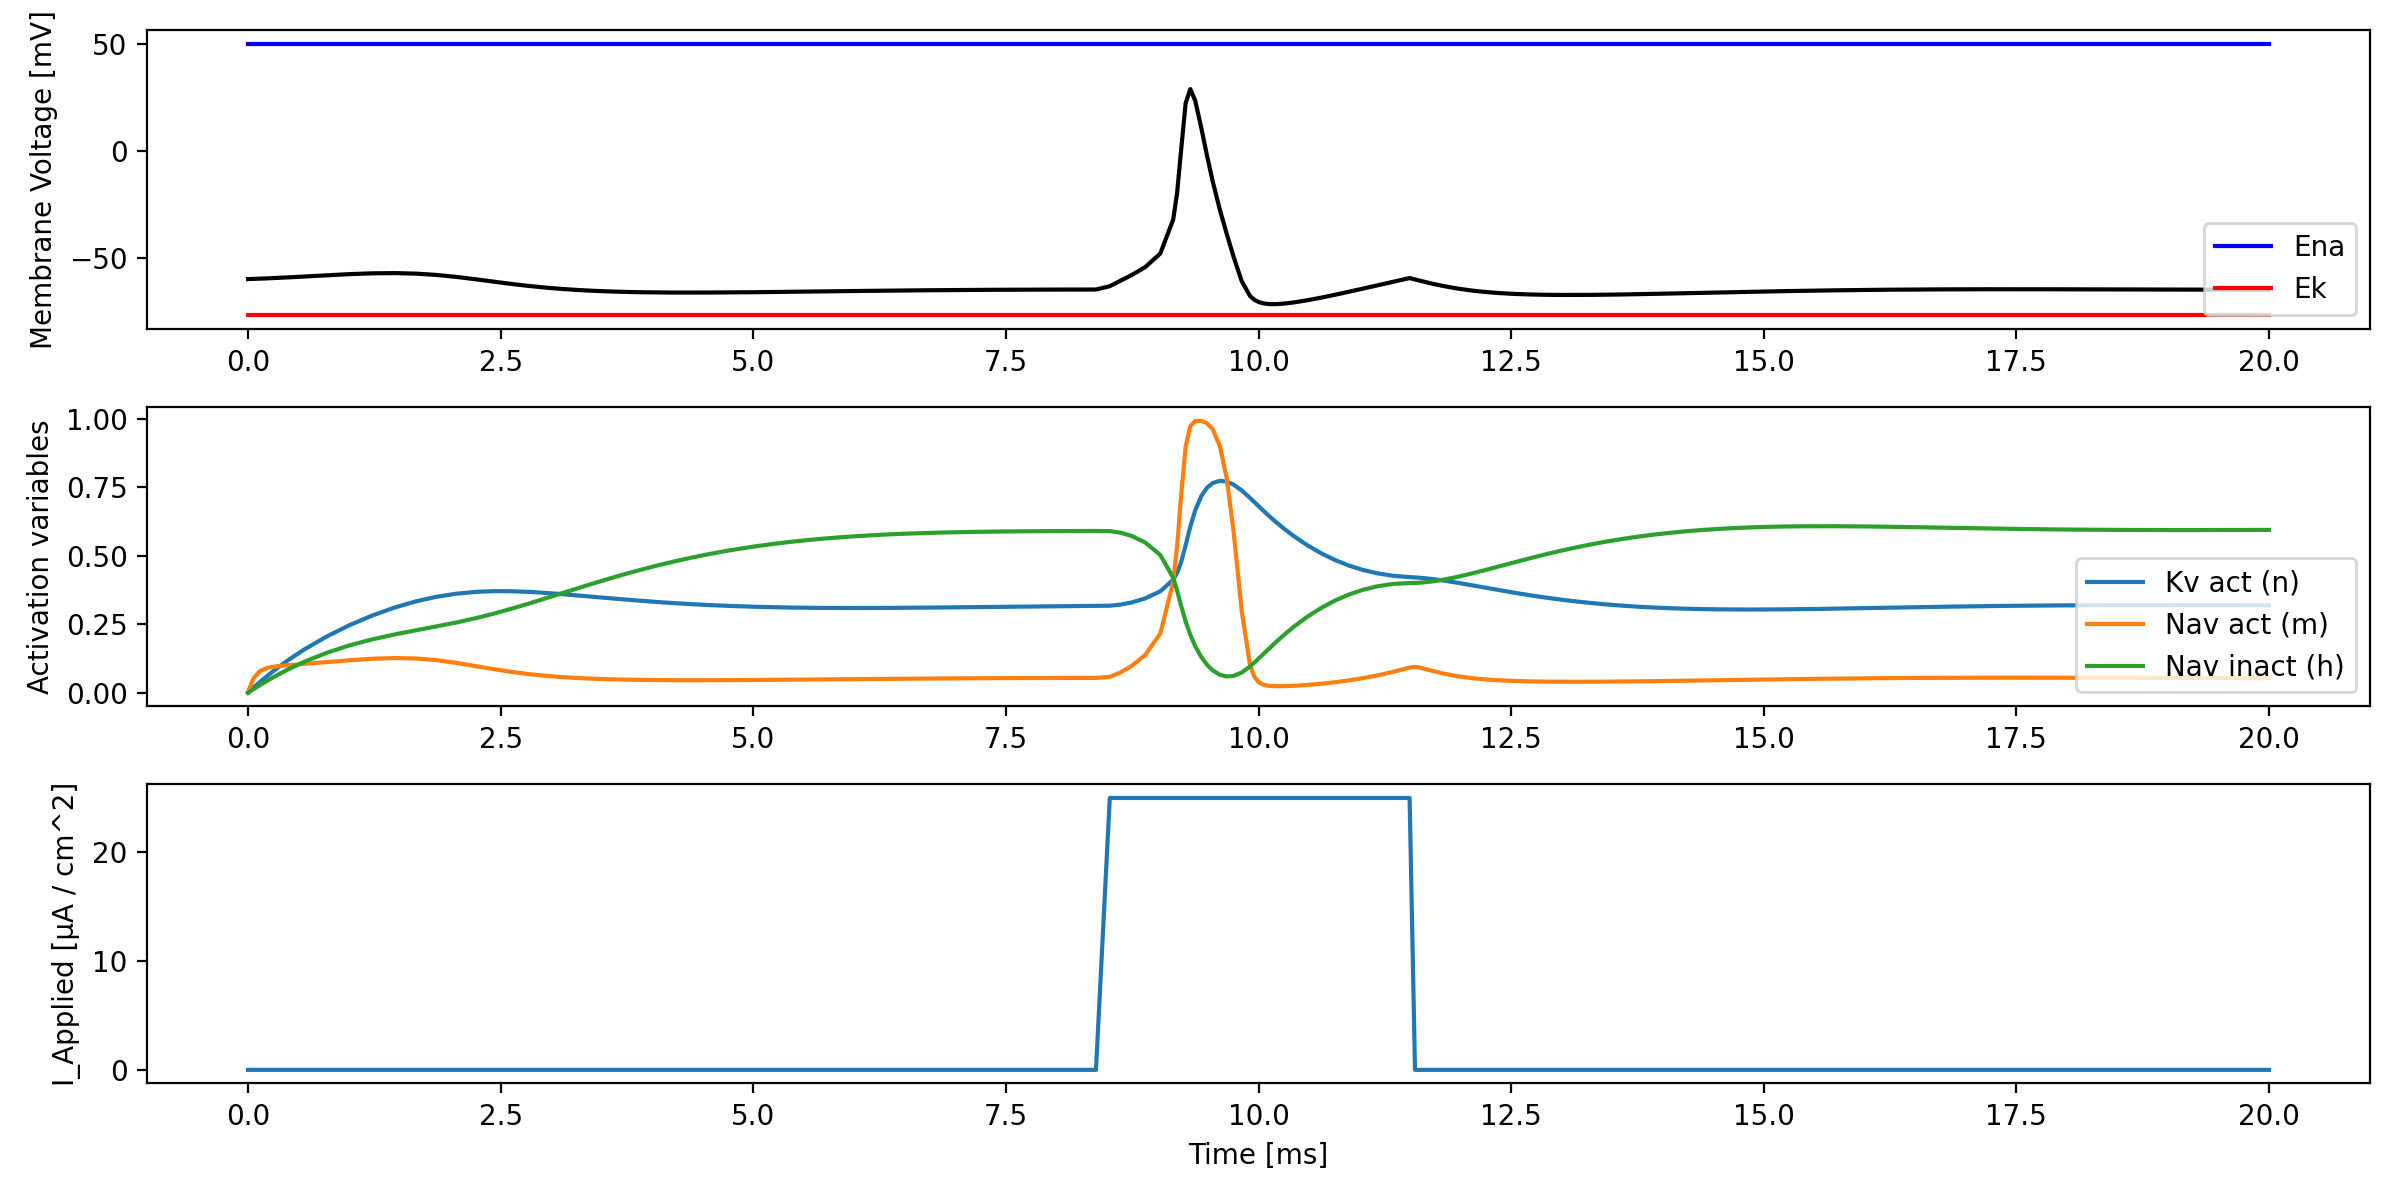 Membrane Voltage [mV]
50
0
−50
Ena
Ek
0.0 2.5 5.0 7.5 10.0 12.5 15.0 17.5 20.0
Activation variables
1.00
0.75
0.50
0.25
0.00
Kv act (n)
Nav act (m)
Nav inact (h)
0.0 2.5 5.0 7.5 10.0 12.5 15.0 17.5 20.0
I_Applied [μA / cm^2]
20
10
0
0.0 2.5 5.0 7.5 10.0 12.5 15.0 17.5 20.0
Time [ms]